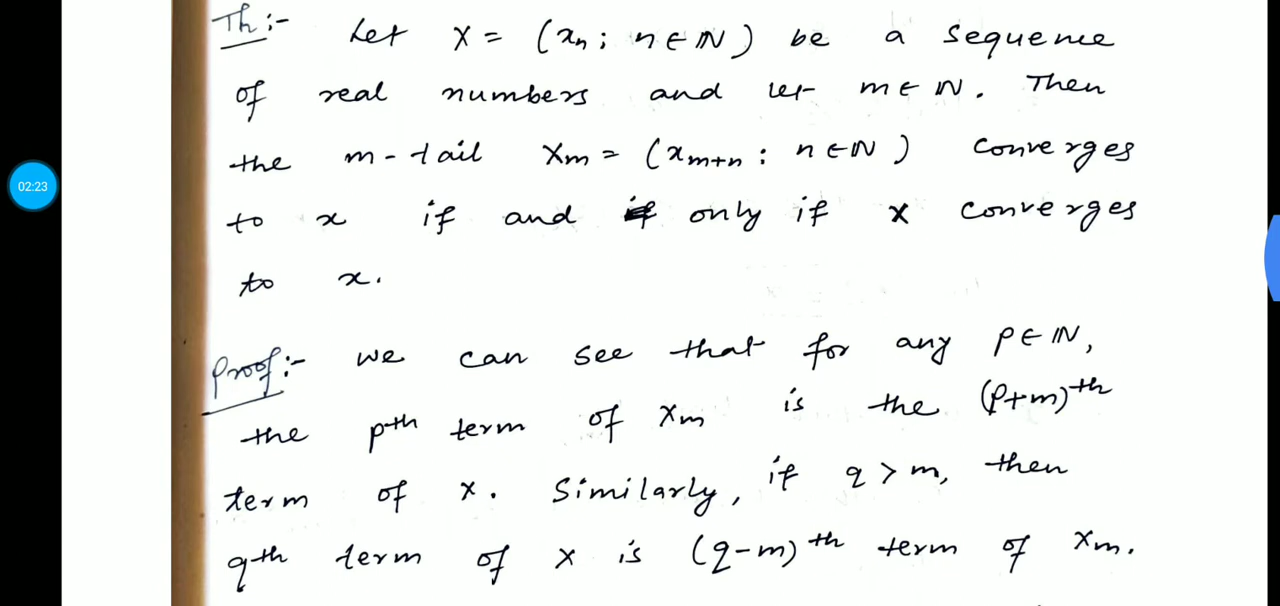 Th :- Let X = (xn ; n ∈ ℕ) be a sequence
of real numbers and let m ∈ ℕ. Then
the m-tail Xm = (xm+n : n ∈ ℕ) converges
02:23
to x if and only if X converges
to x.
Proof :- we can see that for any p ∈ ℕ,
the pth term of Xm is the (p+m)th
term of X. Similarly, if q > m, then
qth term of X is (q-m)th term of Xm.